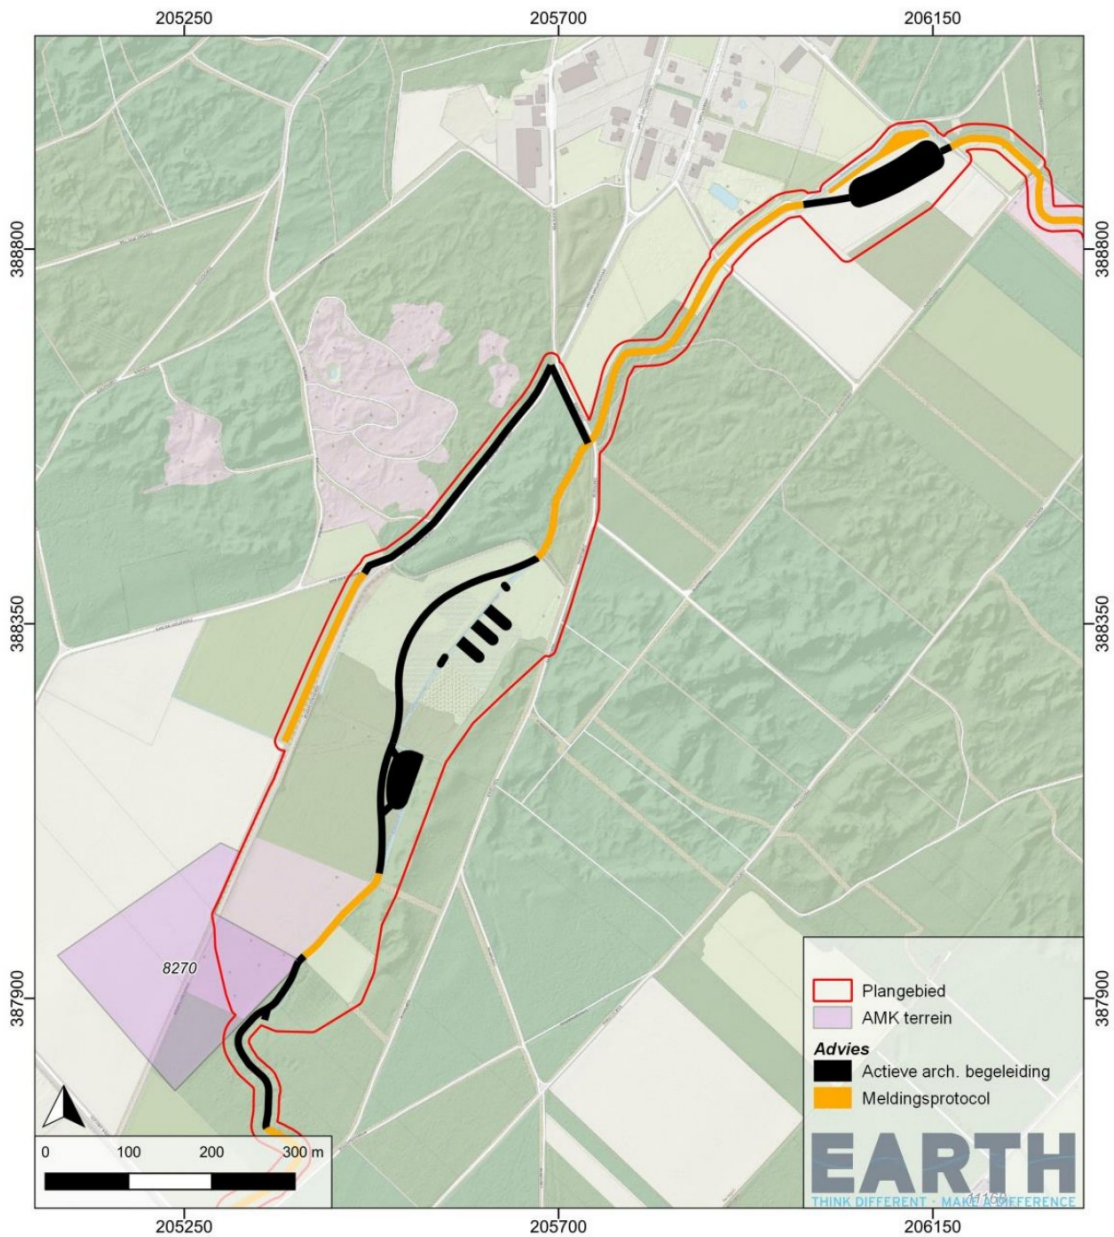 205250
205700
206150
388800
388800
388350
388350
8270
387900
387900
Plangebied
AMK terrein
Advies
Actieve arch. begeleiding
Meldingsprotocol
0 100 200 300 m
EARTH
THINK DIFFERENT · MAKE A DIFFERENCE
205250
205700
206150